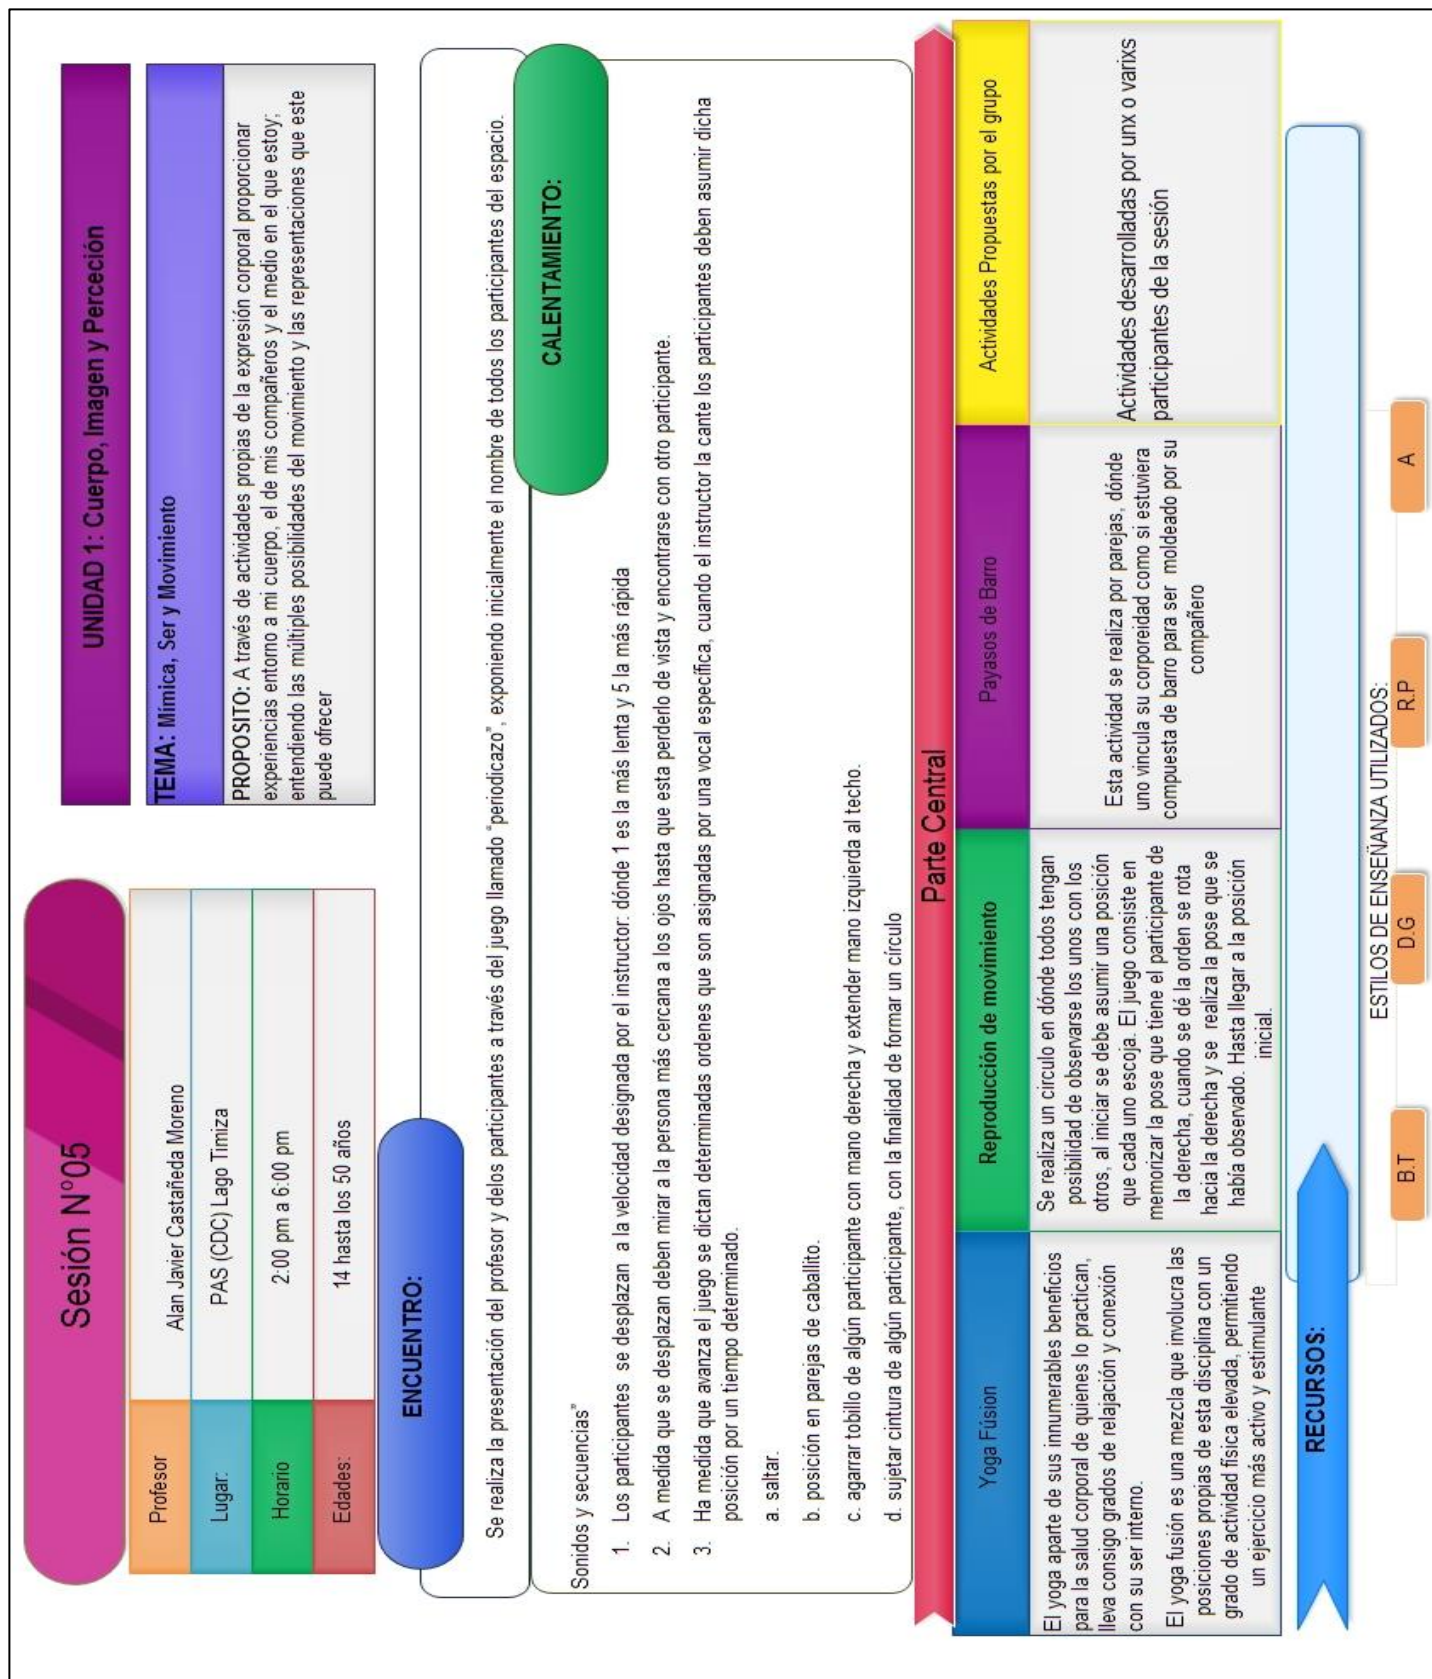 Sesión N°05
Profesor
Alan Javier Castañeda Moreno
Lugar:
PAS (CDC) Lago Timiza
Horario
2:00 pm a 6:00 pm
Edades:
14 hasta los 50 años
UNIDAD 1: Cuerpo, Imagen y Perceción
TEMA: Mímica, Ser y Movimiento
PROPOSITO: A través de actividades propias de la expresión corporal proporcionar
experiencias entorno a mi cuerpo, el de mis compañeros y el medio en el que estoy;
entendiendo las múltiples posibilidades del movimiento y las representaciones que este
puede ofrecer
ENCUENTRO:
Se realiza la presentación del profesor y delos participantes a través del juego llamado “periodicazo”, exponiendo inicialmente el nombre de todos los participantes del espacio.
CALENTAMIENTO:
Sonidos y secuencias”
1. Los participantes se desplazan a la velocidad designada por el instructor: dónde 1 es la más lenta y 5 la más rápida
2. A medida que se desplazan deben mirar a la persona más cercana a los ojos hasta que esta perderlo de vista y encontrarse con otro participante.
3. Ha medida que avanza el juego se dictan determinadas ordenes que son asignadas por una vocal específica, cuando el instructor la cante los participantes deben asumir dicha
posición por un tiempo determinado.
a. saltar.
b. posición en parejas de caballito.
c. agarrar tobillo de algún participante con mano derecha y extender mano izquierda al techo.
d. sujetar cintura de algún participante, con la finalidad de formar un círculo
Parte Central
Yoga Fúsion
El yoga aparte de sus innumerables beneficios
para la salud corporal de quienes lo practican,
lleva consigo grados de relajación y conexión
con su ser interno.
El yoga fusión es una mezcla que involucra las
posiciones propias de esta disciplina con un
grado de actividad física elevada, permitiendo
un ejercicio más activo y estimulante
Reproducción de movimiento
Se realiza un círculo en dónde todos tengan
posibilidad de observarse los unos con los
otros, al iniciar se debe asumir una posición
que cada uno escoja. El juego consiste en
memorizar la pose que tiene el participante de
la derecha, cuando se dé la orden se rota
hacia la derecha y se realiza la pose que se
había observado. Hasta llegar a la posición
inicial.
Payasos de Barro
Esta actividad se realiza por parejas, dónde
uno vincula su corporeidad como si estuviera
compuesta de barro para ser moldeado por su
compañero
Actividades Propuestas por el grupo
Actividades desarrolladas por unx o varixs
participantes de la sesión
RECURSOS:
ESTILOS DE ENSEÑANZA UTILIZADOS:
B.T
D.G
R.P
A